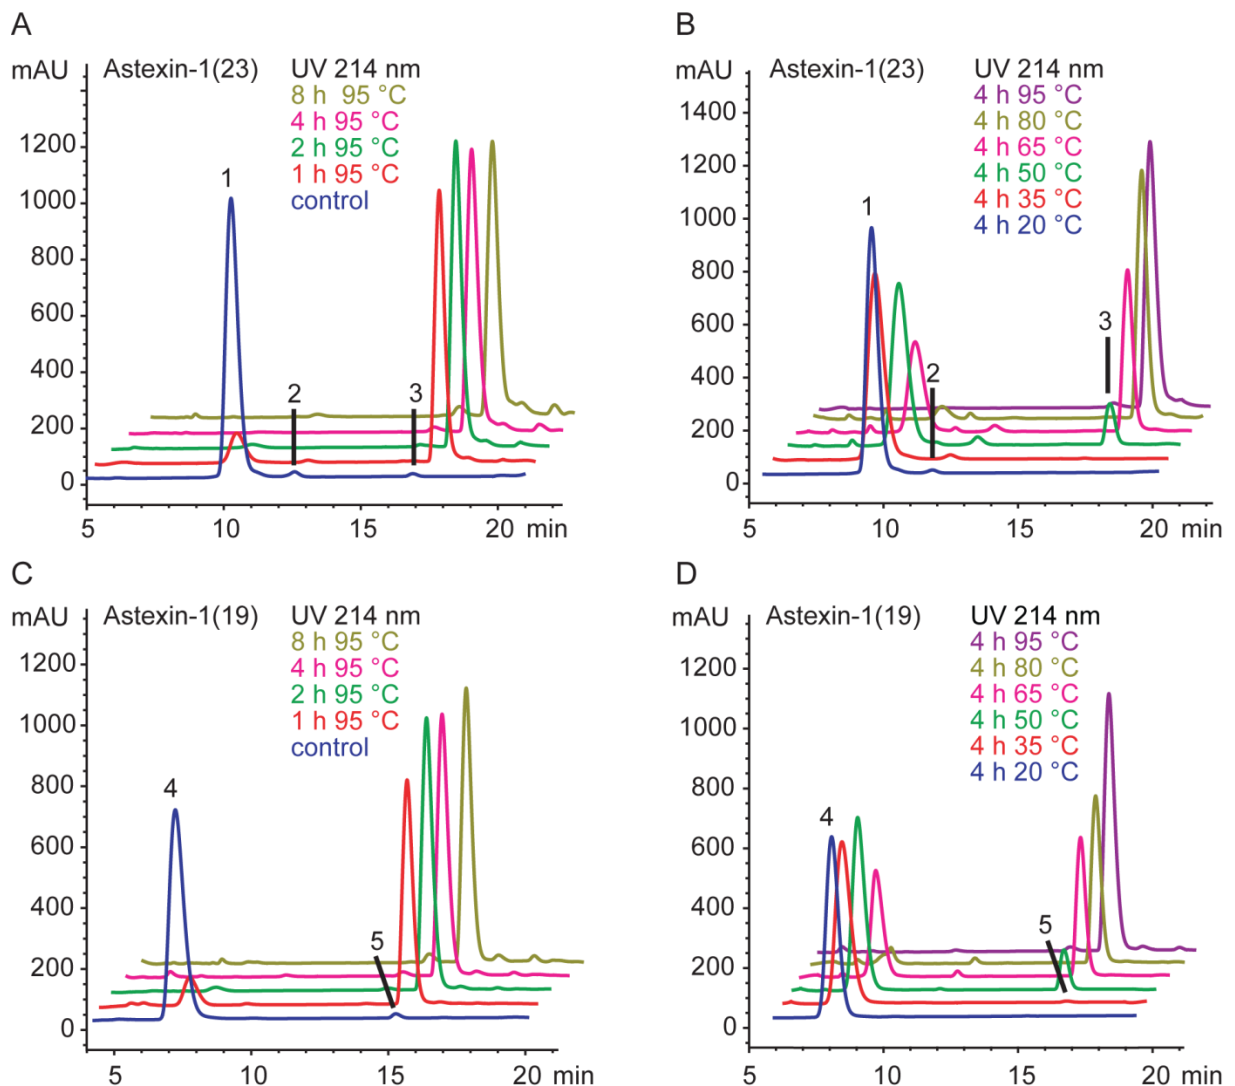 A
mAU
Astexin-1(23)
UV 214 nm
8 h 95 °C
4 h 95 °C
2 h 95 °C
1 h 95 °C
control
1200
1000
800
600
400
200
0
1
2
3
5
10
15
20
min
B
mAU
Astexin-1(23)
UV 214 nm
4 h 95 °C
4 h 80 °C
4 h 65 °C
4 h 50 °C
4 h 35 °C
4 h 20 °C
1400
1200
1000
800
600
400
200
0
1
2
3
5
10
15
20
min
C
mAU
Astexin-1(19)
UV 214 nm
8 h 95 °C
4 h 95 °C
2 h 95 °C
1 h 95 °C
control
1200
1000
800
600
400
200
0
4
5
5
10
15
20
min
D
mAU
Astexin-1(19)
UV 214 nm
4 h 95 °C
4 h 80 °C
4 h 65 °C
4 h 50 °C
4 h 35 °C
4 h 20 °C
1200
1000
800
600
400
200
0
4
5
5
10
15
20
min